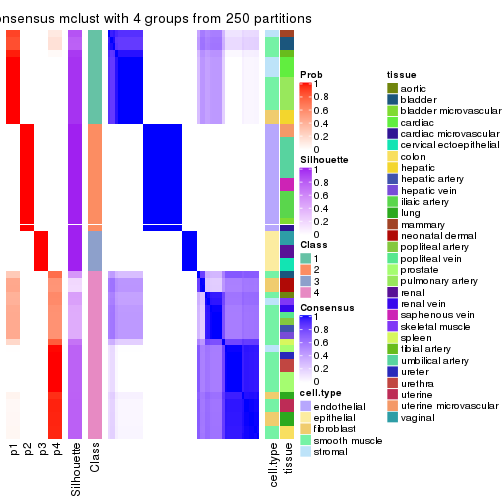 onsensus mclust with 4 groups from 250 partitions
p1
p2
p3
p4
Silhouette
Class
cell.type
tissue
Prob
1
0.8
0.6
0.4
0.2
0
Silhouette
1
0.8
0.6
0.4
0.2
0
Class
1
2
3
4
Consensus
1
0.8
0.6
0.4
0.2
0
cell.type
endothelial
epithelial
fibroblast
smooth muscle
stromal
tissue
aortic
bladder
bladder microvascular
cardiac
cardiac microvascular
cervical ectoepithelial
colon
hepatic
hepatic artery
hepatic vein
iliaic artery
lung
mammary
neonatal dermal
popliteal artery
popliteal vein
prostate
pulmonary artery
renal
renal vein
saphenous vein
skeletal muscle
spleen
tibial artery
umbilical artery
ureter
urethra
uterine
uterine microvascular
vaginal